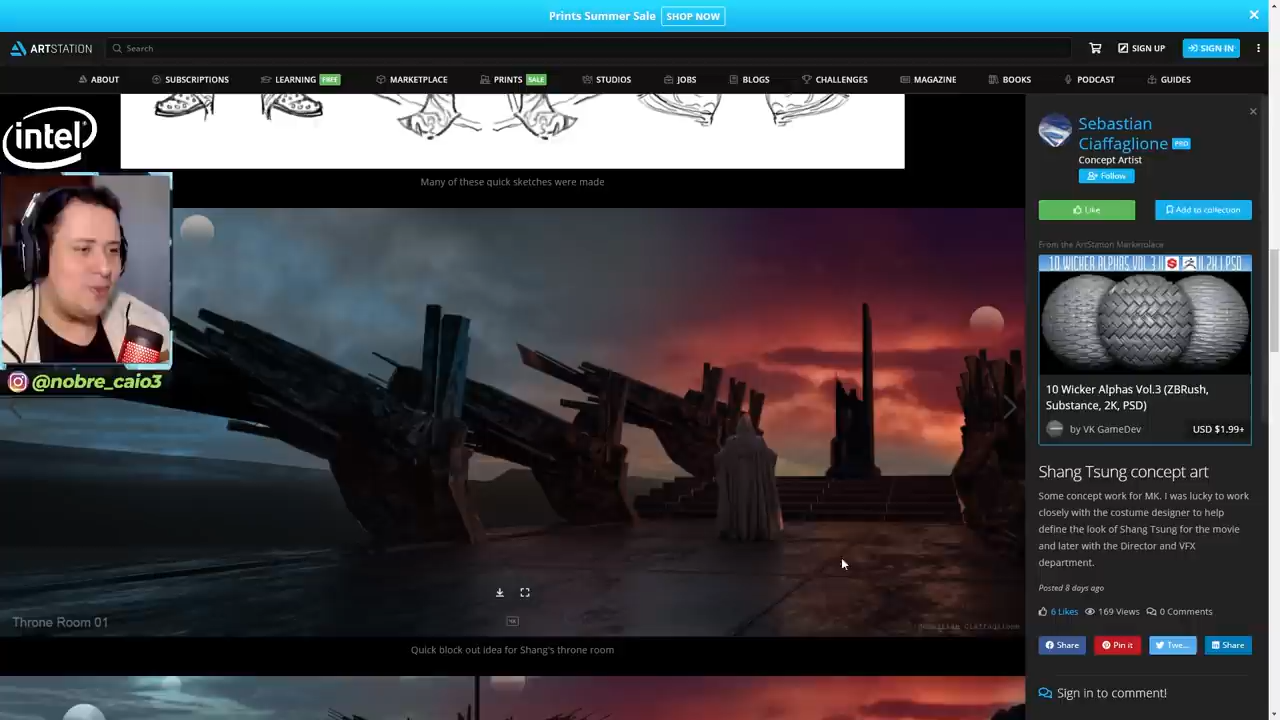 Prints Summer Sale SHOP NOW
ARTSTATION Search SIGN UP SIGN IN
ABOUT SUBSCRIPTIONS LEARNING FREE MARKETPLACE PRINTS SALE STUDIOS JOBS BLOGS CHALLENGES MAGAZINE BOOKS PODCAST GUIDES
intel
Many of these quick sketches were made
@nobre_caio3
Throne Room 01
4K
Quick block out idea for Shang's throne room
Sebastian
Ciaffaglione PRO
Concept Artist
Follow
Like Add to collection
From the ArtStation Marketplace
10 WICKER ALPHAS VOL.3 2K | PSD
10 Wicker Alphas Vol.3 (ZBRush,
Substance, 2K, PSD)
by VK GameDev USD $1.99+
Shang Tsung concept art
Some concept work for MK. I was lucky to work
closely with the costume designer to help
define the look of Shang Tsung for the movie
and later with the Director and VFX
department.
Posted 8 days ago
6 Likes 169 Views 0 Comments
Share Pin it Twe... Share
Sign in to comment!